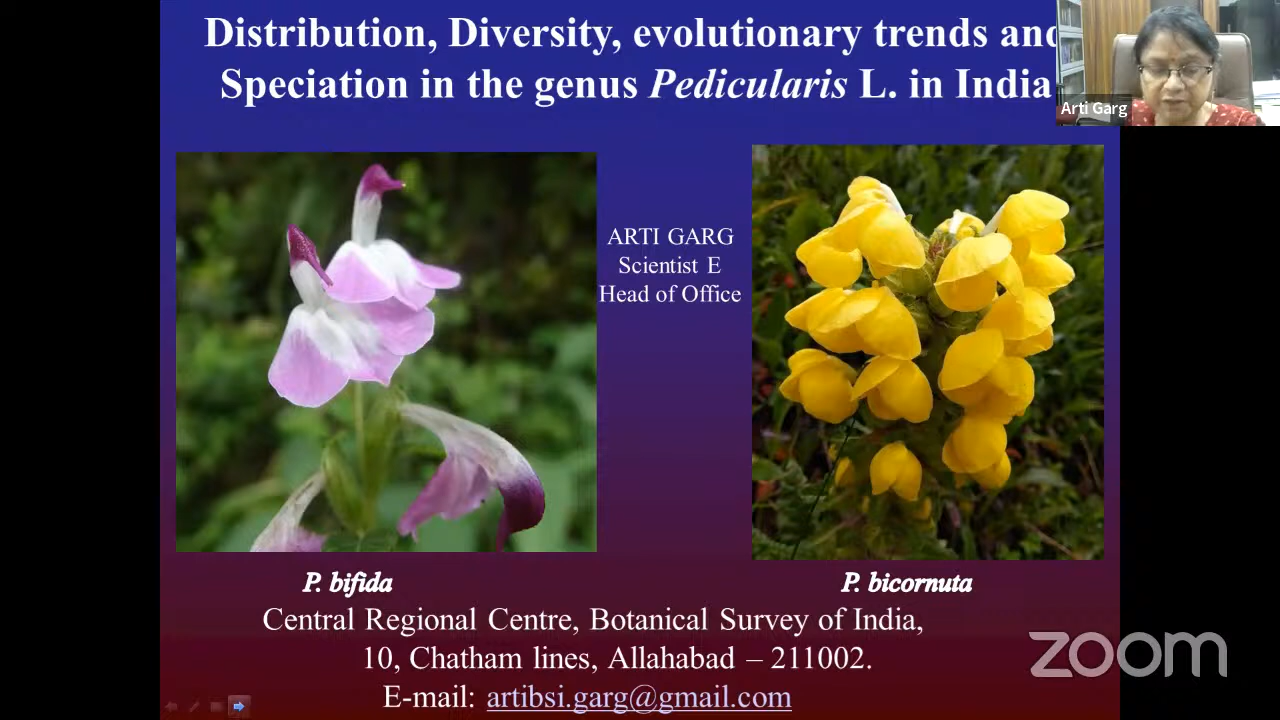 Distribution, Diversity, evolutionary trends and
Speciation in the genus Pedicularis L. in India
Arti Garg
ARTI GARG
Scientist E
Head of Office
P. bifida
P. bicornuta
Central Regional Centre, Botanical Survey of India,
10, Chatham lines, Allahabad – 211002.
E-mail: artibsi.garg@gmail.com
zoom